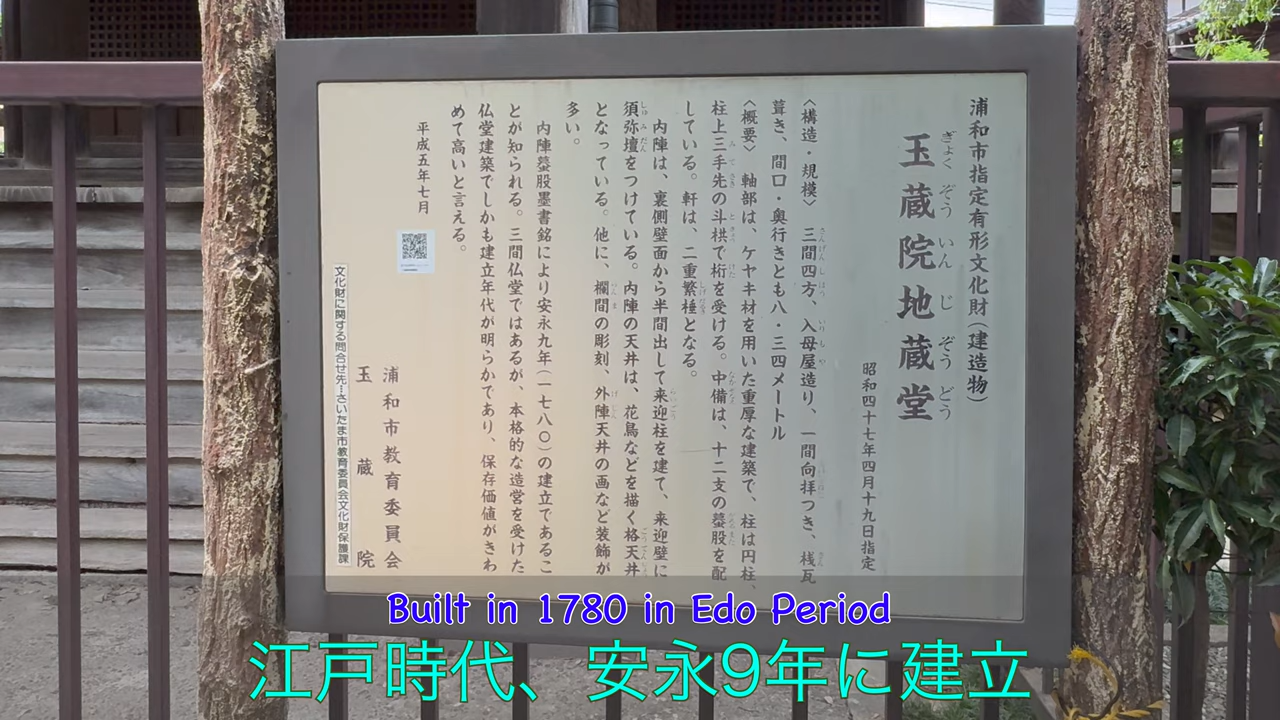 浦和市指定有形文化財（建造物）
玉蔵院地蔵堂
ぎょくぞういんじぞうどう
昭和四十七年四月十九日指定
〈構造・規模〉 三間四方、入母屋造り、一間向拝つき、桟瓦
葺き、間口・奥行きとも八・三四メートル
〈概要〉 軸部は、ケヤキ材を用いた重厚な建築で、柱は円柱、
柱上三手先の斗栱で桁を受ける。中備は、十二支の蟇股を配
している。軒は、二重繁棰となる。
内陣は、裏側壁面から半間出して来迎柱を建て、来迎壁に
須弥壇をつけている。内陣の天井は、花鳥などを描く格天井
となっている。他に、欄間の彫刻、外陣天井の画など装飾が
多い。
内陣蟇股墨書銘により安永九年（一七八〇）の建立であるこ
とが知られる。三間仏堂ではあるが、本格的な造営を受けた
仏堂建築でしかも建立年代が明らかであり、保存価値がきわ
めて高いと言える。
平成五年七月
浦和市教育委員会
玉蔵院
文化財に関する問合せ先…さいたま市教育委員会文化財保護課
Built in 1780 in Edo Period
江戸時代、安永9年に建立